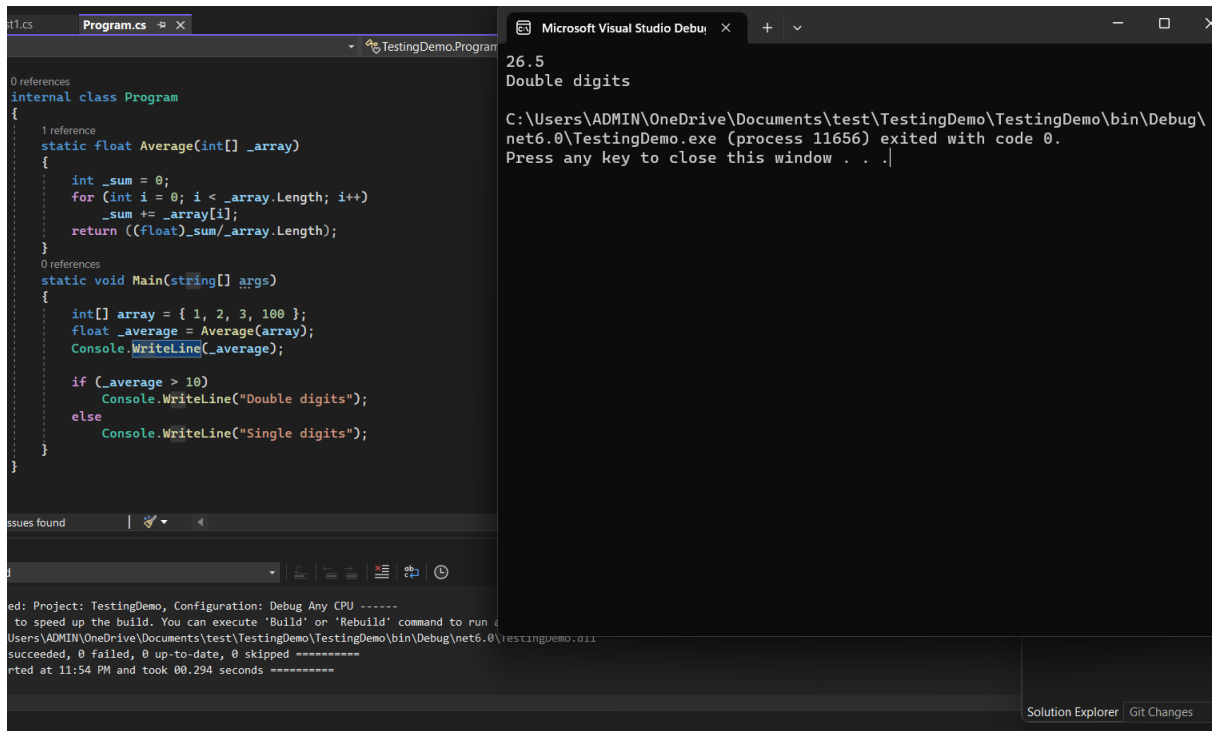 st1.cs
Program.cs
TestingDemo.Program
0 references
internal class Program
{
1 reference
static float Average(int[] _array)
{
int _sum = 0;
for (int i = 0; i < _array.Length; i++)
_sum += _array[i];
return ((float)_sum/_array.Length);
}
0 references
static void Main(string[] args)
{
int[] array = { 1, 2, 3, 100 };
float _average = Average(array);
Console.WriteLine(_average);
if (_average > 10)
Console.WriteLine("Double digits");
else
Console.WriteLine("Single digits");
}
}
ssues found
ed: Project: TestingDemo, Configuration: Debug Any CPU ------
to speed up the build. You can execute 'Build' or 'Rebuild' command to run a
Users\ADMIN\OneDrive\Documents\test\TestingDemo\TestingDemo\bin\Debug\net6.0\TestingDemo.dll
succeeded, 0 failed, 0 up-to-date, 0 skipped ==========
rted at 11:54 PM and took 00.294 seconds ==========
Microsoft Visual Studio Debu
26.5
Double digits
C:\Users\ADMIN\OneDrive\Documents\test\TestingDemo\TestingDemo\bin\Debug\
net6.0\TestingDemo.exe (process 11656) exited with code 0.
Press any key to close this window . . .
Solution Explorer Git Changes